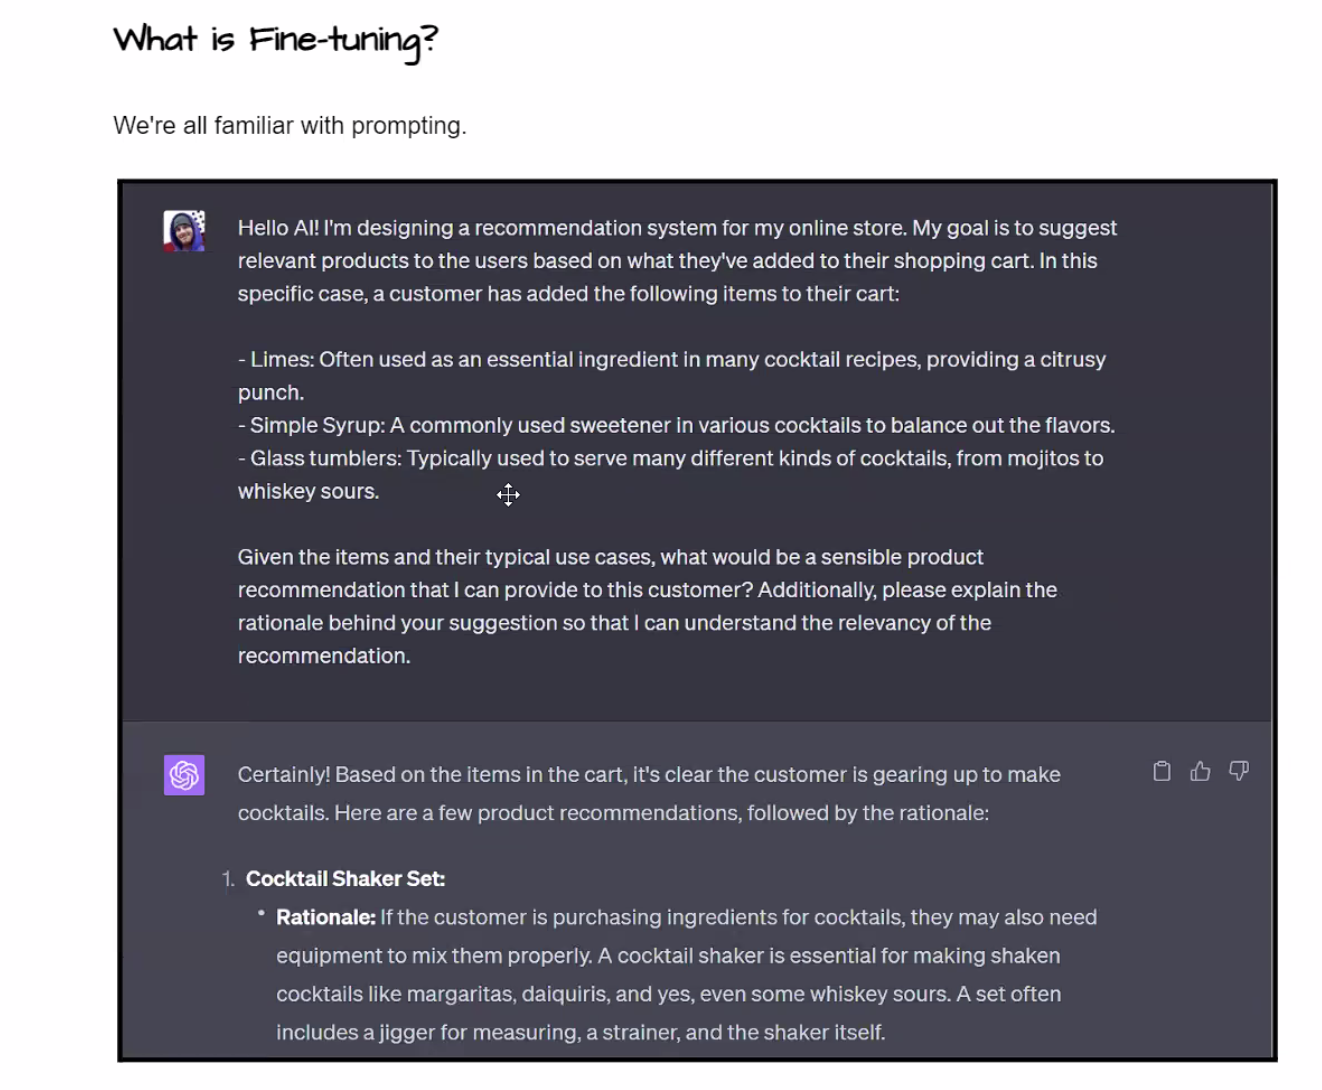 What is Fine-tuning?
We're all familiar with prompting.
Hello AI! I'm designing a recommendation system for my online store. My goal is to suggest
relevant products to the users based on what they've added to their shopping cart. In this
specific case, a customer has added the following items to their cart:
- Limes: Often used as an essential ingredient in many cocktail recipes, providing a citrusy
punch.
- Simple Syrup: A commonly used sweetener in various cocktails to balance out the flavors.
- Glass tumblers: Typically used to serve many different kinds of cocktails, from mojitos to
whiskey sours.
Given the items and their typical use cases, what would be a sensible product
recommendation that I can provide to this customer? Additionally, please explain the
rationale behind your suggestion so that I can understand the relevancy of the
recommendation.
Certainly! Based on the items in the cart, it's clear the customer is gearing up to make
cocktails. Here are a few product recommendations, followed by the rationale:
1. Cocktail Shaker Set:
• Rationale: If the customer is purchasing ingredients for cocktails, they may also need
equipment to mix them properly. A cocktail shaker is essential for making shaken
cocktails like margaritas, daiquiris, and yes, even some whiskey sours. A set often
includes a jigger for measuring, a strainer, and the shaker itself.